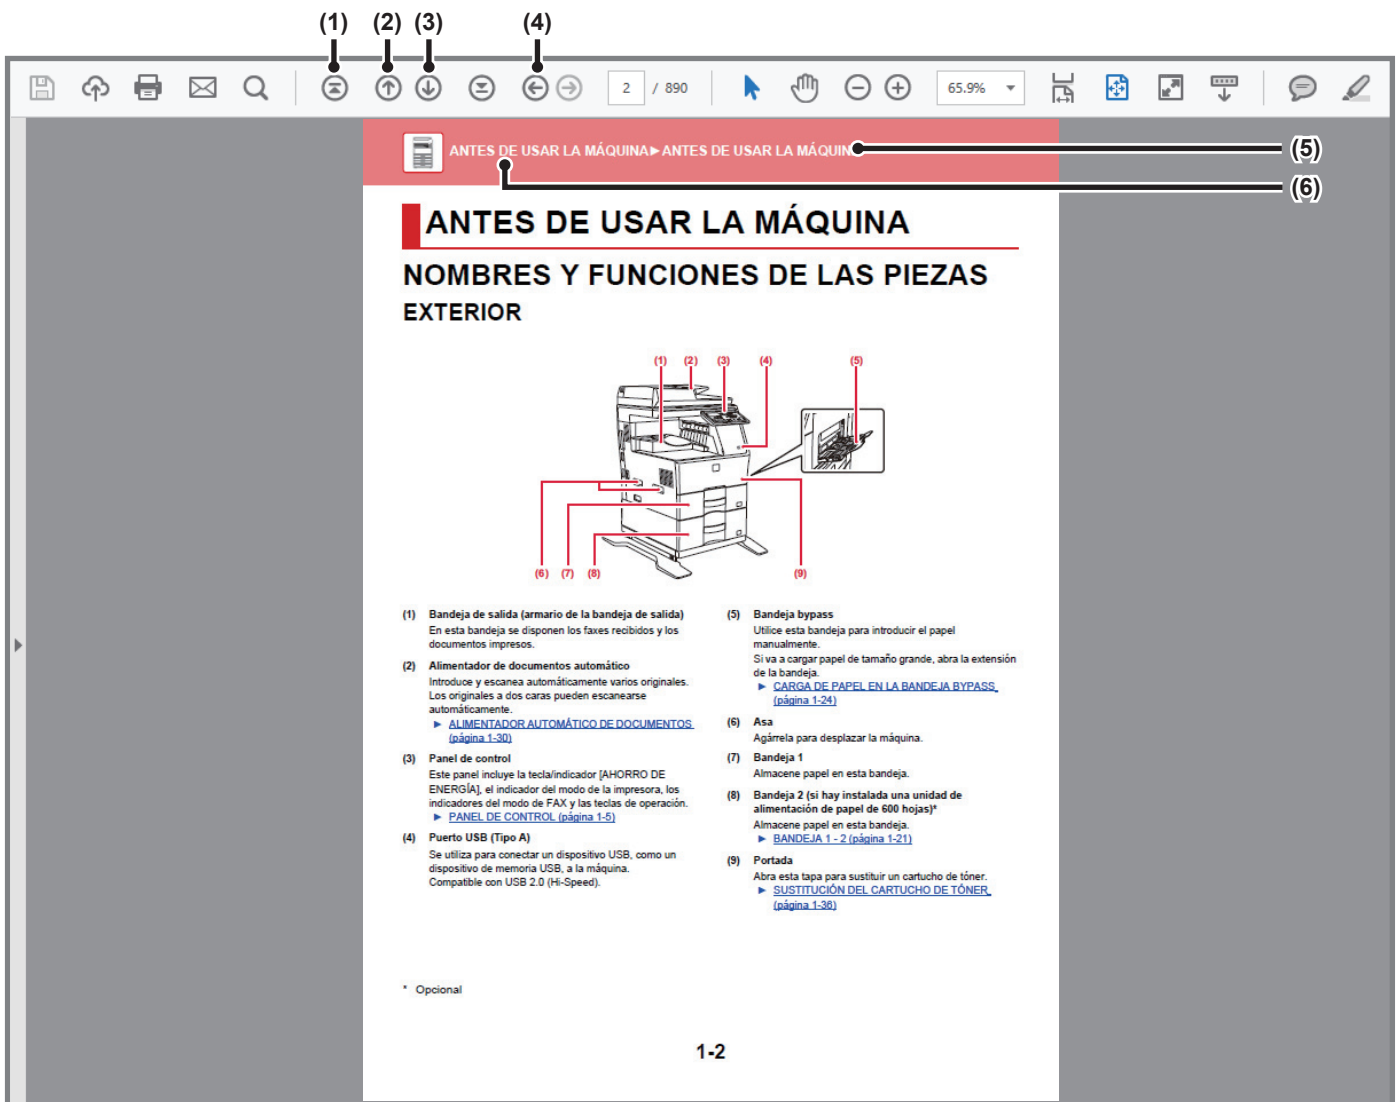 (1) (2) (3) (4)
2 / 890 65.9%
ANTES DE USAR LA MÁQUINA►ANTES DE USAR LA MÁQUIN
(5)
(6)
ANTES DE USAR LA MÁQUINA
NOMBRES Y FUNCIONES DE LAS PIEZAS
EXTERIOR
(1) (2) (3) (4) (5)
(6) (7) (8) (9)
(1) Bandeja de salida (armario de la bandeja de salida)
En esta bandeja se disponen los faxes recibidos y los
documentos impresos.
(2) Alimentador de documentos automático
Introduce y escanea automáticamente varios originales.
Los originales a dos caras pueden escanearse
automáticamente.
► ALIMENTADOR AUTOMÁTICO DE DOCUMENTOS
(página 1-30)
(3) Panel de control
Este panel incluye la tecla/indicador [AHORRO DE
ENERGÍA], el indicador del modo de la impresora, los
indicadores del modo de FAX y las teclas de operación.
► PANEL DE CONTROL (página 1-5)
(4) Puerto USB (Tipo A)
Se utiliza para conectar un dispositivo USB, como un
dispositivo de memoria USB, a la máquina.
Compatible con USB 2.0 (Hi-Speed).
(5) Bandeja bypass
Utilice esta bandeja para introducir el papel
manualmente.
Si va a cargar papel de tamaño grande, abra la extensión
de la bandeja.
► CARGA DE PAPEL EN LA BANDEJA BYPASS
(página 1-24)
(6) Asa
Agárrela para desplazar la máquina.
(7) Bandeja 1
Almacene papel en esta bandeja.
(8) Bandeja 2 (si hay instalada una unidad de
alimentación de papel de 600 hojas)*
Almacene papel en esta bandeja.
► BANDEJA 1 - 2 (página 1-21)
(9) Portada
Abra esta tapa para sustituir un cartucho de tóner.
► SUSTITUCIÓN DEL CARTUCHO DE TÓNER
(página 1-36)
* Opcional
1-2